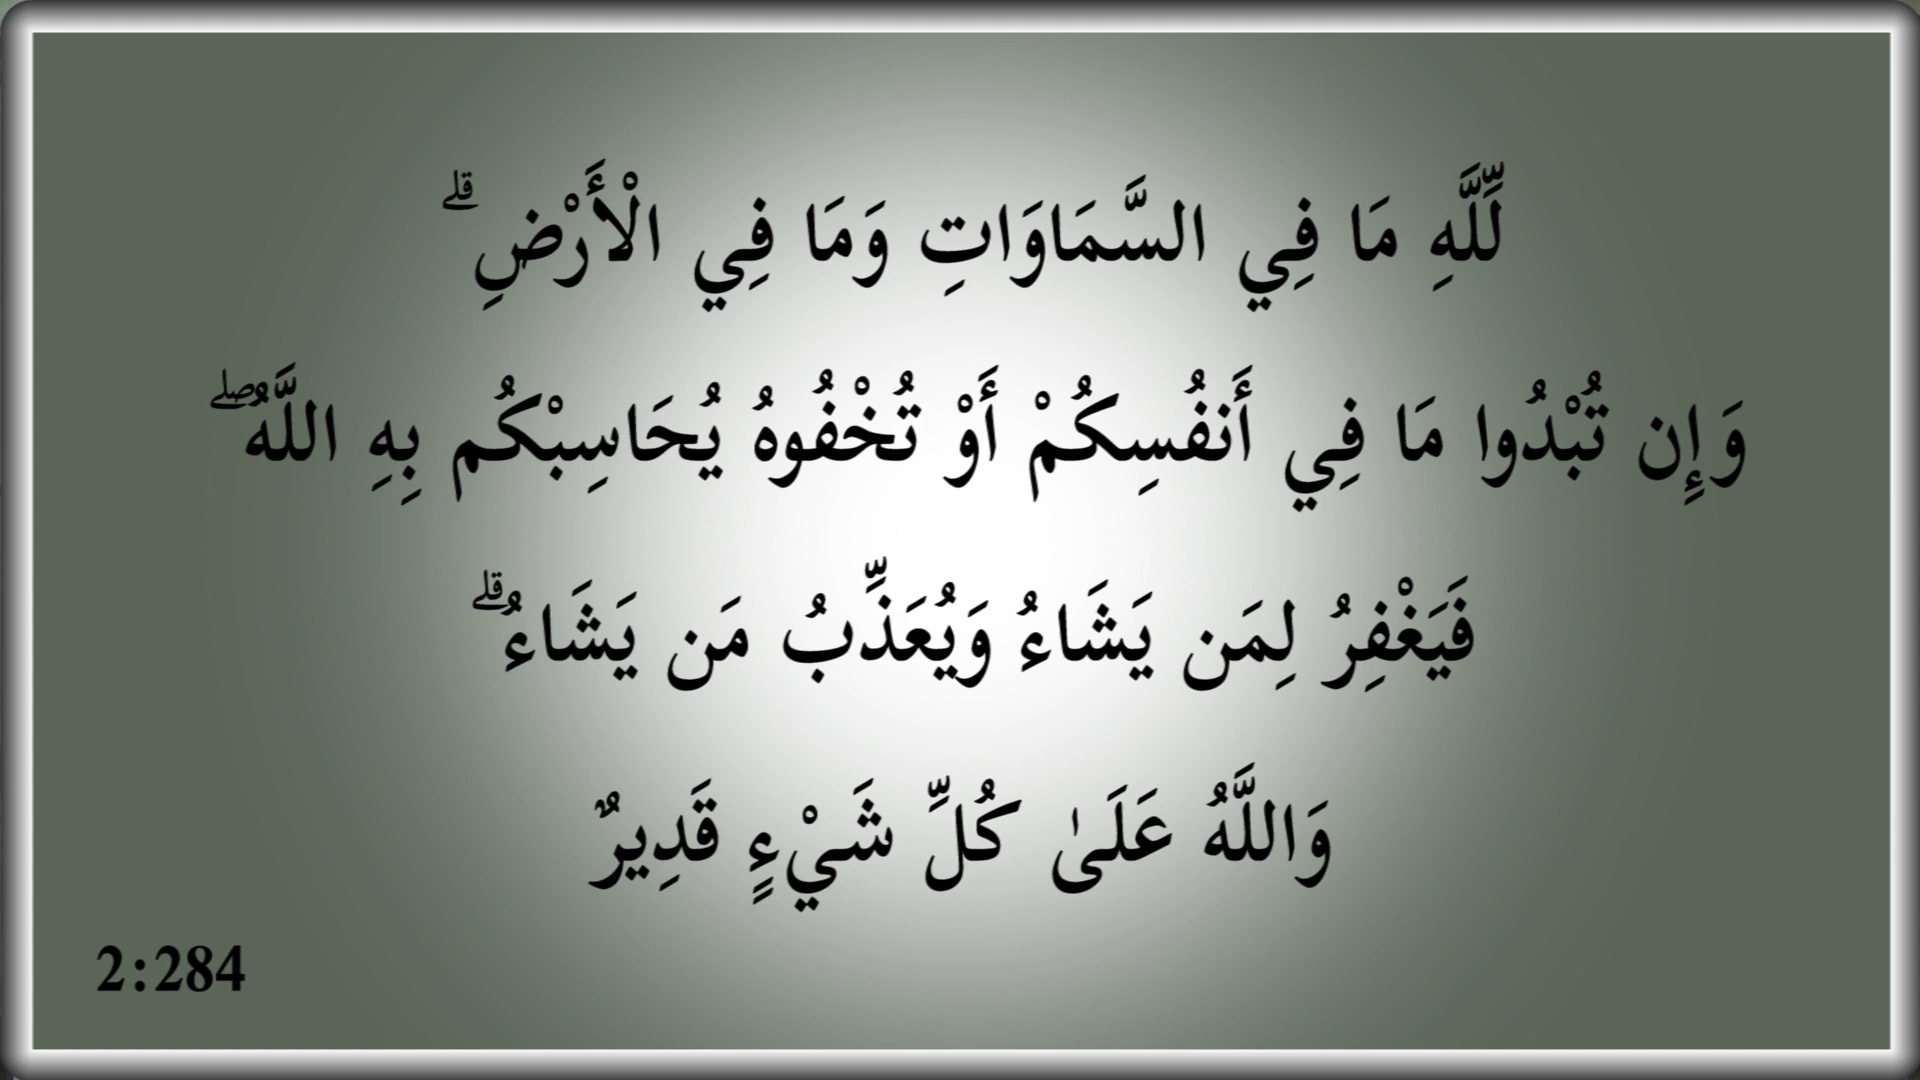 لِّلَّهِ مَا فِي السَّمَاوَاتِ وَمَا فِي الْأَرْضِ ۗ
وَإِن تُبْدُوا مَا فِي أَنفُسِكُمْ أَوْ تُخْفُوهُ يُحَاسِبْكُم بِهِ اللَّهُ ۖ
فَيَغْفِرُ لِمَن يَشَاءُ وَيُعَذِّبُ مَن يَشَاءُ ۗ
وَاللَّهُ عَلَىٰ كُلِّ شَيْءٍ قَدِيرٌ
2:284